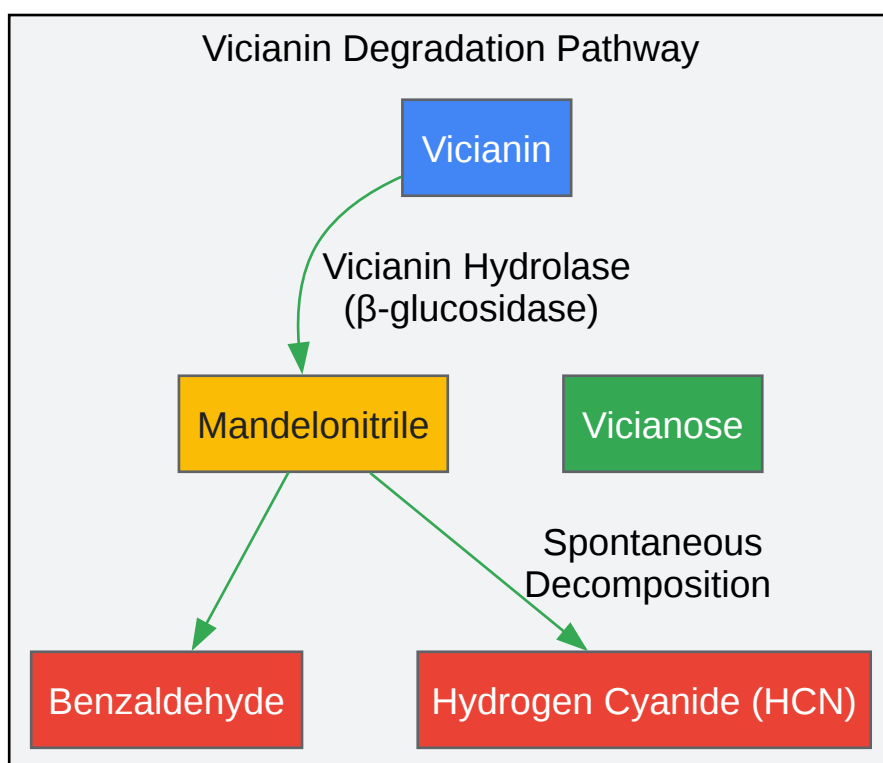 Vicianin Degradation Pathway
Vicianin
Vicianin Hydrolase
(β-glucosidase)
Mandelonitrile
Vicianose
Spontaneous
Decomposition
Benzaldehyde
Hydrogen Cyanide (HCN)